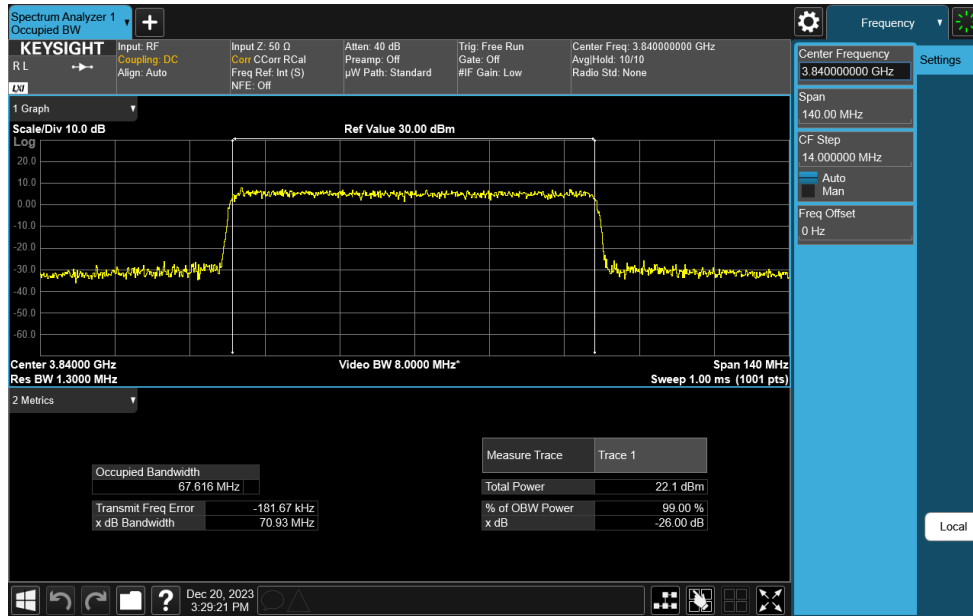 Spectrum Analyzer 1
Occupied BW
Frequency
KEYSIGHT
R L
LXI
Input: RF
Coupling: DC
Align: Auto
Input Z: 50 Ω
Corr CCorr RCal
Freq Ref: Int (S)
NFE: Off
Atten: 40 dB
Preamp: Off
µW Path: Standard
Trig: Free Run
Gate: Off
#IF Gain: Low
Center Freq: 3.840000000 GHz
Avg|Hold: 10/10
Radio Std: None
Center Frequency
3.840000000 GHz
Settings
Span
140.00 MHz
CF Step
14.000000 MHz
Auto
Man
Freq Offset
0 Hz
Local
1 Graph
Scale/Div 10.0 dB
Ref Value 30.00 dBm
Log
20.0
10.0
0.00
-10.0
-20.0
-30.0
-40.0
-50.0
-60.0
Center 3.84000 GHz
Video BW 8.0000 MHz*
Span 140 MHz
Res BW 1.3000 MHz
Sweep 1.00 ms (1001 pts)
2 Metrics
Measure Trace
Trace 1
Occupied Bandwidth
67.616 MHz
Total Power
22.1 dBm
Transmit Freq Error
-181.67 kHz
% of OBW Power
99.00 %
x dB Bandwidth
70.93 MHz
x dB
-26.00 dB
?
Dec 20, 2023
3:29:21 PM